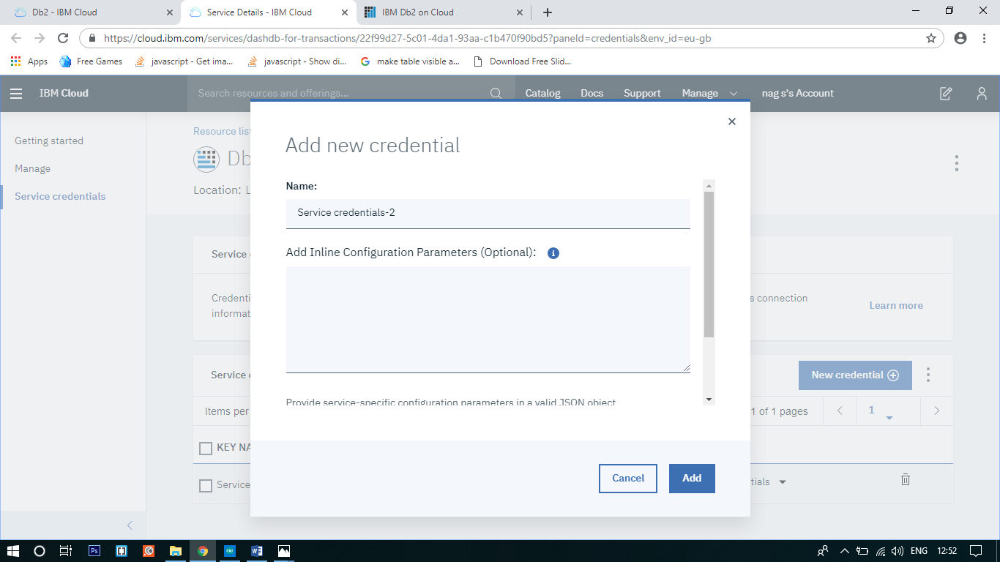 Db2 - IBM Cloud
Service Details - IBM Cloud
IBM Db2 on Cloud
https://cloud.ibm.com/services/dashdb-for-transactions/22f99d27-5c01-4da1-93aa-c1b470f90bd5?paneId=credentials&env_id=eu-gb
Apps Free Games javascript - Get ima... javascript - Show di... make table visible a... Download Free Slid...
IBM Cloud Search resources and offerings... Catalog Docs Support Manage nag s's Account
Getting started
Manage
Service credentials
Resource lis
Db
Location: L
Add new credential
Name:
Service credentials-2
Add Inline Configuration Parameters (Optional):
Provide service-specific configuration parameters in a valid JSON object
Cancel Add
Service
Credenti
informat
s connection
Learn more
Service
New credential
Items per
1 of 1 pages
1
KEY NA
Service
tials
Ps
ENG 12:52